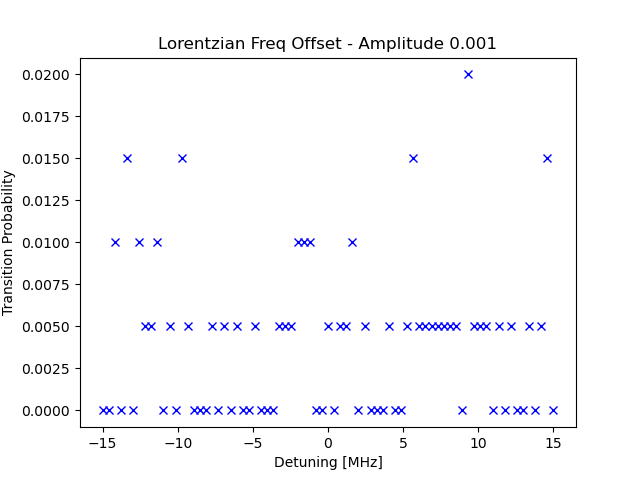 Lorentzian Freq Offset - Amplitude 0.001
Transition Probability
0.0200
0.0175
0.0150
0.0125
0.0100
0.0075
0.0050
0.0025
0.0000
−15 −10 −5 0 5 10 15
Detuning [MHz]